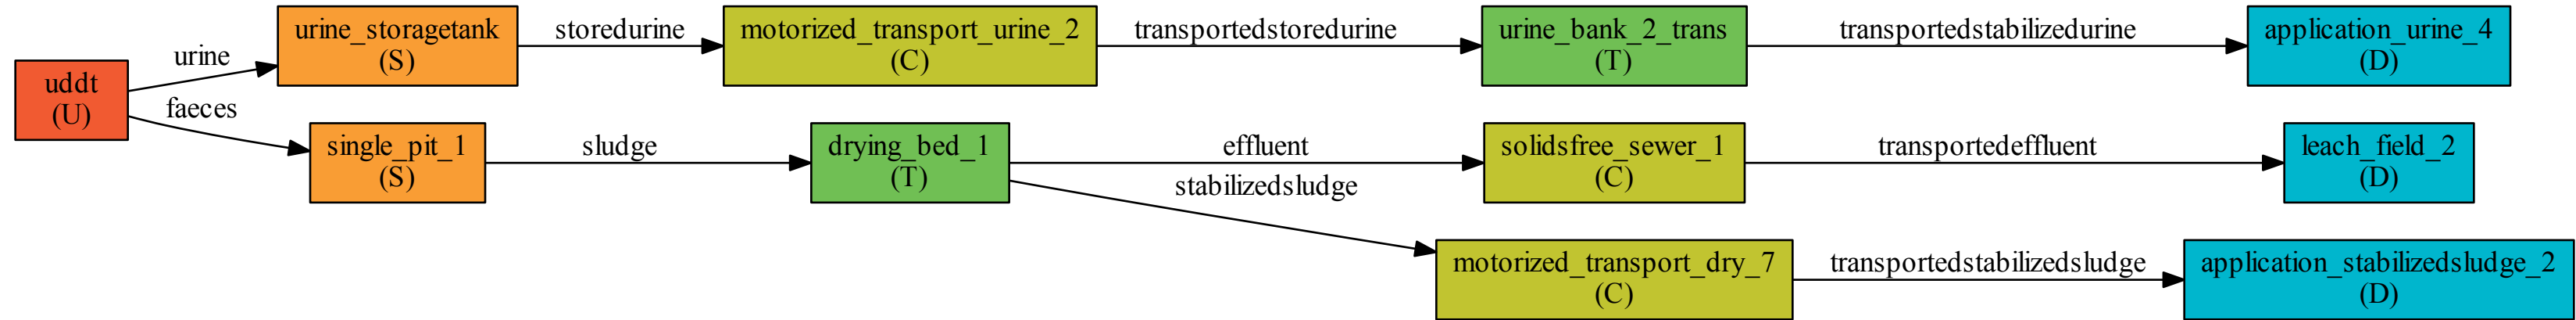 urine_storagetank
(S)
motorized_transport_urine_2
(C)
urine_bank_2_trans
(T)
application_urine_4
(D)
urine
storedurine
transportedstoredurine
transportedstabilizedurine
uddt
(U)
faeces
single_pit_1
(S)
sludge
drying_bed_1
(T)
effluent
solidsfree_sewer_1
(C)
transportedeffluent
leach_field_2
(D)
stabilizedsludge
motorized_transport_dry_7
(C)
transportedstabilizedsludge
application_stabilizedsludge_2
(D)